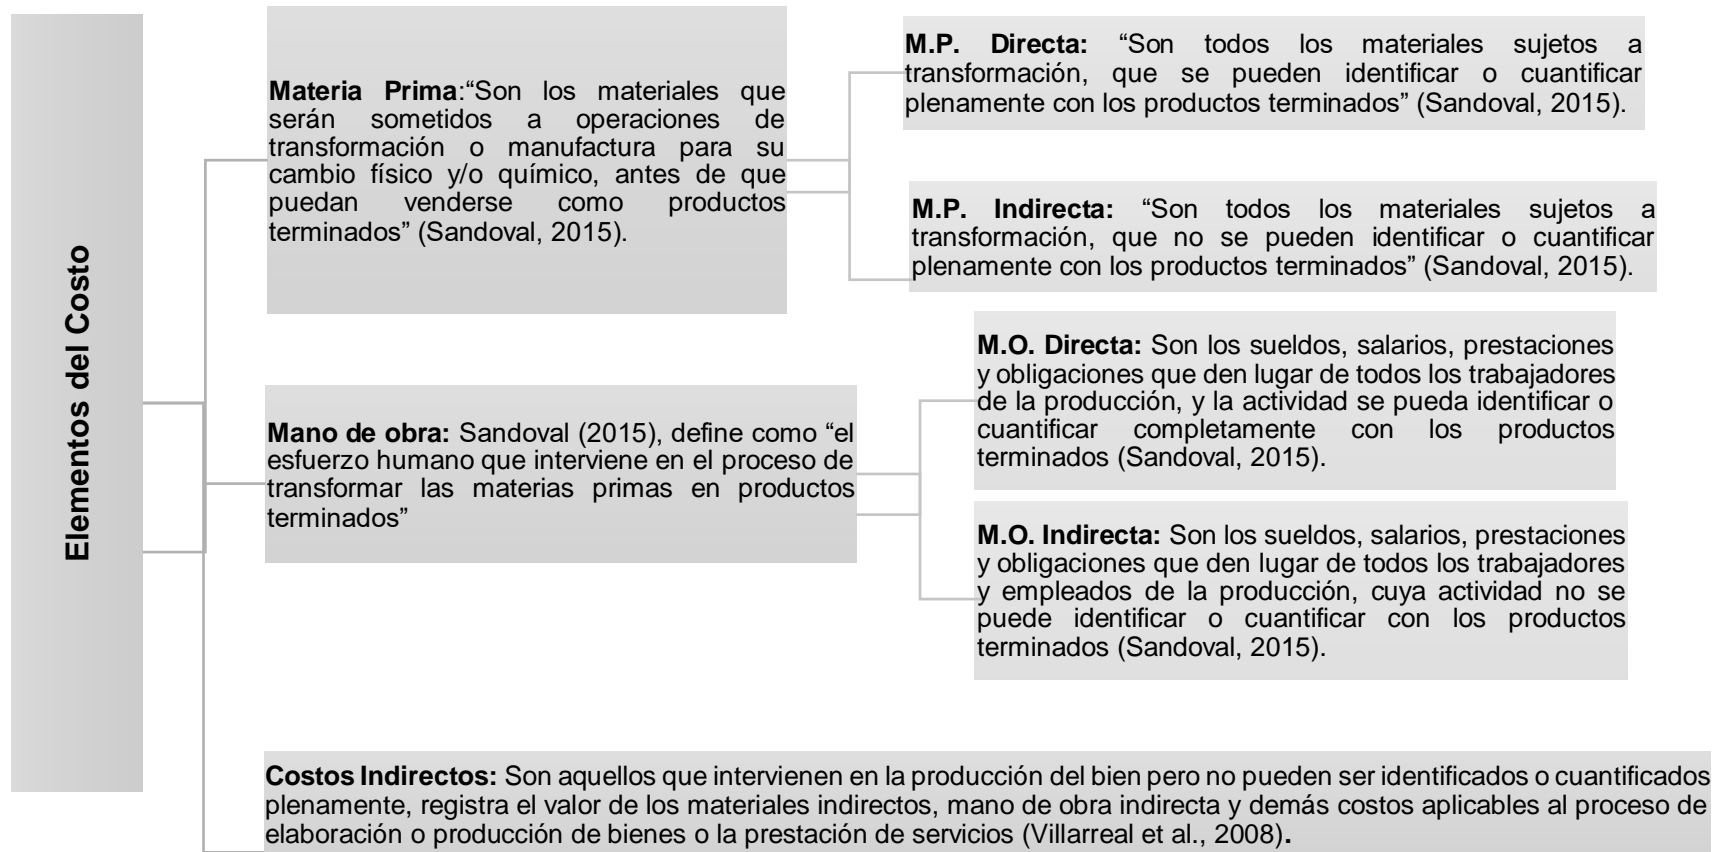 Elementos del Costo
Materia Prima:“Son los materiales que
serán sometidos a operaciones de
transformación o manufactura para su
cambio físico y/o químico, antes de que
puedan venderse como productos
terminados” (Sandoval, 2015).
M.P. Directa: “Son todos los materiales sujetos a
transformación, que se pueden identificar o cuantificar
plenamente con los productos terminados” (Sandoval, 2015).
M.P. Indirecta: “Son todos los materiales sujetos a
transformación, que no se pueden identificar o cuantificar
plenamente con los productos terminados” (Sandoval, 2015).
Mano de obra: Sandoval (2015), define como “el
esfuerzo humano que interviene en el proceso de
transformar las materias primas en productos
terminados”
M.O. Directa: Son los sueldos, salarios, prestaciones
y obligaciones que den lugar de todos los trabajadores
de la producción, y la actividad se pueda identificar o
cuantificar completamente con los productos
terminados (Sandoval, 2015).
M.O. Indirecta: Son los sueldos, salarios, prestaciones
y obligaciones que den lugar de todos los trabajadores
y empleados de la producción, cuya actividad no se
puede identificar o cuantificar con los productos
terminados (Sandoval, 2015).
Costos Indirectos: Son aquellos que intervienen en la producción del bien pero no pueden ser identificados o cuantificados
plenamente, registra el valor de los materiales indirectos, mano de obra indirecta y demás costos aplicables al proceso de
elaboración o producción de bienes o la prestación de servicios (Villarreal et al., 2008).